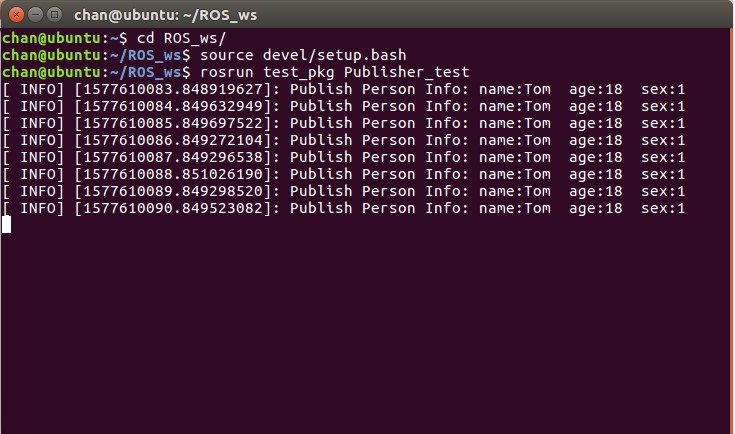 chan@ubuntu: ~/ROS_ws
chan@ubuntu:~$ cd ROS_ws/
chan@ubuntu:~/ROS_ws$ source devel/setup.bash
chan@ubuntu:~/ROS_ws$ rosrun test_pkg Publisher_test
[ INFO] [1577610083.848919627]: Publish Person Info: name:Tom  age:18  sex:1
[ INFO] [1577610084.849632949]: Publish Person Info: name:Tom  age:18  sex:1
[ INFO] [1577610085.849697522]: Publish Person Info: name:Tom  age:18  sex:1
[ INFO] [1577610086.849272104]: Publish Person Info: name:Tom  age:18  sex:1
[ INFO] [1577610087.849296538]: Publish Person Info: name:Tom  age:18  sex:1
[ INFO] [1577610088.851026190]: Publish Person Info: name:Tom  age:18  sex:1
[ INFO] [1577610089.849298520]: Publish Person Info: name:Tom  age:18  sex:1
[ INFO] [1577610090.849523082]: Publish Person Info: name:Tom  age:18  sex:1